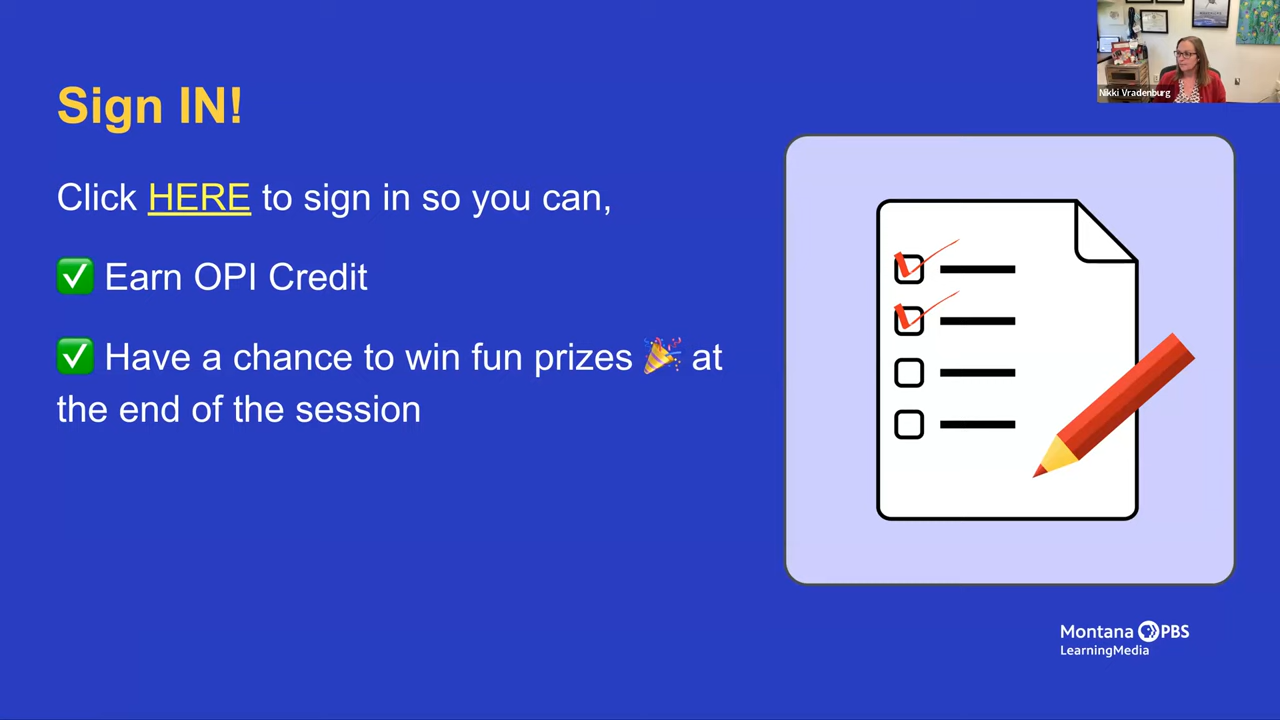 Sign IN!
Click HERE to sign in so you can,
✅ Earn OPI Credit
✅ Have a chance to win fun prizes 🎉 at
the end of the session
Nikki Vradenburg
Montana PBS
LearningMedia